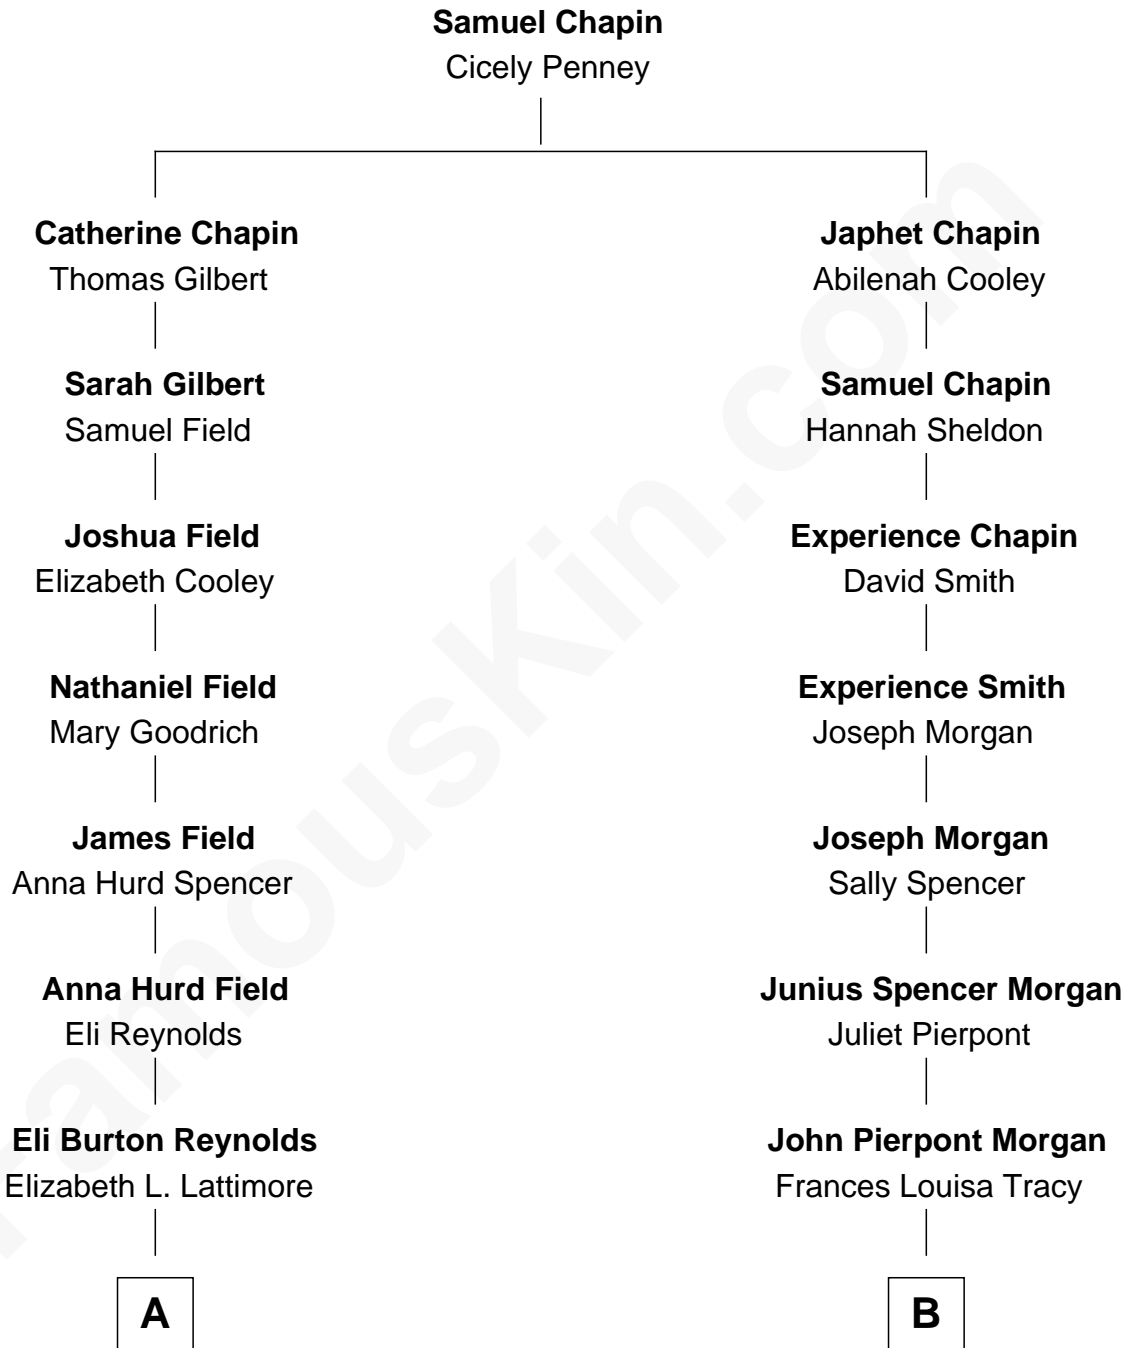 Samuel Chapin
Cicely Penney
Catherine Chapin
Thomas Gilbert
Japhet Chapin
Abilenah Cooley
Sarah Gilbert
Samuel Field
Samuel Chapin
Hannah Sheldon
Joshua Field
Elizabeth Cooley
Experience Chapin
David Smith
Nathaniel Field
Mary Goodrich
Experience Smith
Joseph Morgan
James Field
Anna Hurd Spencer
Joseph Morgan
Sally Spencer
Anna Hurd Field
Eli Reynolds
Junius Spencer Morgan
Juliet Pierpont
Eli Burton Reynolds
Elizabeth L. Lattimore
John Pierpont Morgan
Frances Louisa Tracy
A
B
FamousKin.com